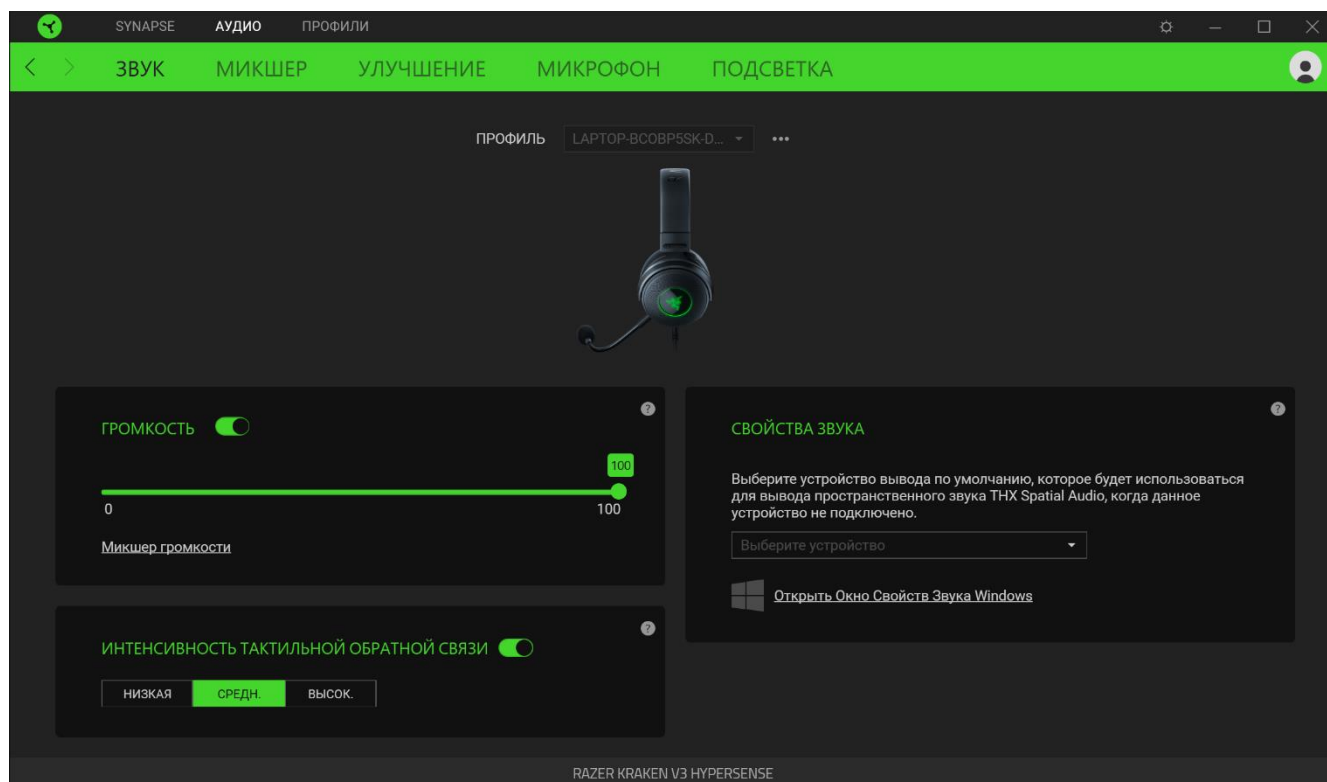 SYNAPSE АУДИО ПРОФИЛИ
ЗВУК МИКШЕР УЛУЧШЕНИЕ МИКРОФОН ПОДСВЕТКА
ПРОФИЛЬ LAPTOP-BCOBP5SK-D...
ГРОМКОСТЬ
?
100
0 100
Микшер громкости
ИНТЕНСИВНОСТЬ ТАКТИЛЬНОЙ ОБРАТНОЙ СВЯЗИ
?
НИЗКАЯ СРЕДН. ВЫСОК.
СВОЙСТВА ЗВУКА
?
Выберите устройство вывода по умолчанию, которое будет использоваться
для вывода пространственного звука THX Spatial Audio, когда данное
устройство не подключено.
Выберите устройство
Открыть Окно Свойств Звука Windows
RAZER KRAKEN V3 HYPERSENSE